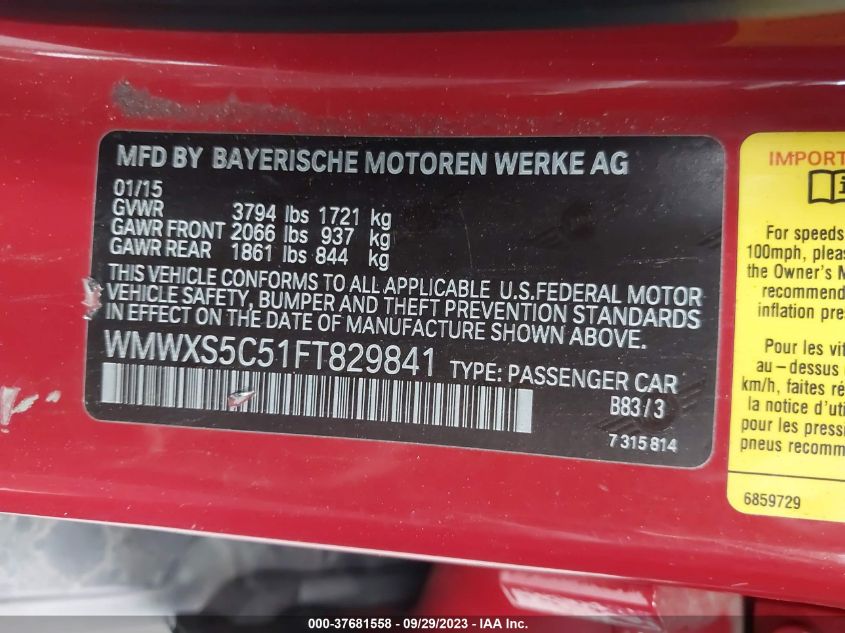 MFD BY BAYERISCHE MOTOREN WERKE AG
01/15
GVWR 3794 lbs 1721 kg
GAWR FRONT 2066 lbs 937 kg
GAWR REAR 1861 lbs 844 kg
THIS VEHICLE CONFORMS TO ALL APPLICABLE U.S.FEDERAL MOTOR
VEHICLE SAFETY, BUMPER AND THEFT PREVENTION STANDARDS
IN EFFECT ON THE DATE OF MANUFACTURE SHOWN ABOVE.
WMWXS5C51FT829841 TYPE: PASSENGER CAR
B83/3
7 315 814
IMPORT
For speeds
100mph, pleas
the Owner's M
recommend
inflation pre
Pour les vi
au-dessus
km/h, faites ré
la notice d'uti
pour les press
pneus recomm
6859729
000-37681558 - 09/29/2023 - IAA Inc.